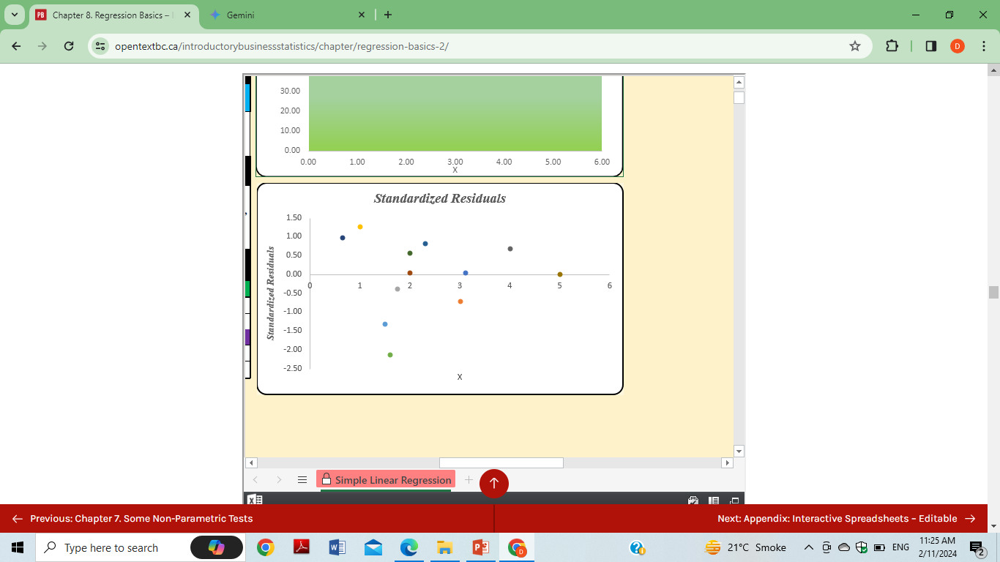 PB Chapter 8. Regression Basics –
Gemini
opentextbc.ca/introductorybusinessstatistics/chapter/regression-basics-2/
D
30.00
20.00
10.00
0.00
0.00 1.00 2.00 3.00 4.00 5.00 6.00
X
Standardized Residuals
Standardized Residuals
1.50
1.00
0.50
0.00
-0.50
-1.00
-1.50
-2.00
-2.50
0 1 2 3 4 5 6
X
Simple Linear Regression
Previous: Chapter 7. Some Non-Parametric Tests
Next: Appendix: Interactive Spreadsheets – Editable
Type here to search
21°C Smoke
ENG
11:25 AM
2/11/2024
2